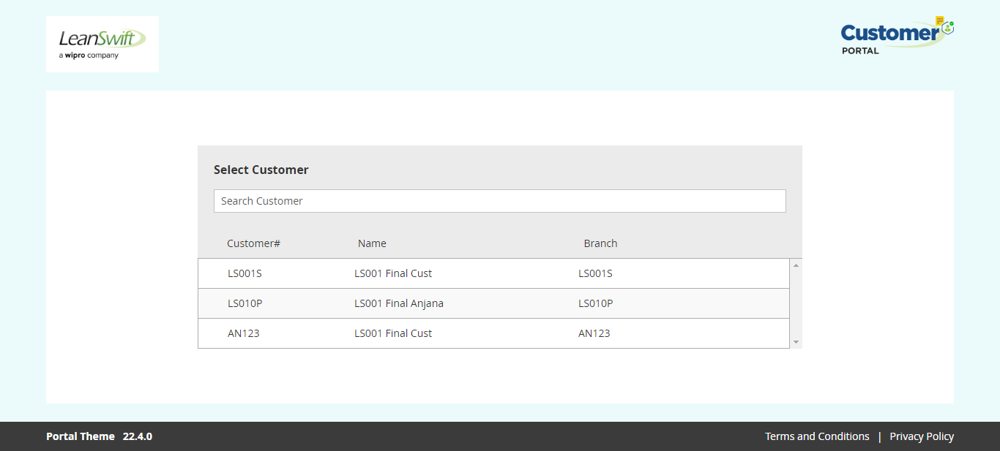 LeanSwift
a wipro company
Customer
PORTAL
Select Customer
Search Customer
Customer# Name Branch
LS001S LS001 Final Cust LS001S
LS010P LS001 Final Anjana LS010P
AN123 LS001 Final Cust AN123
Portal Theme 22.4.0 Terms and Conditions | Privacy Policy